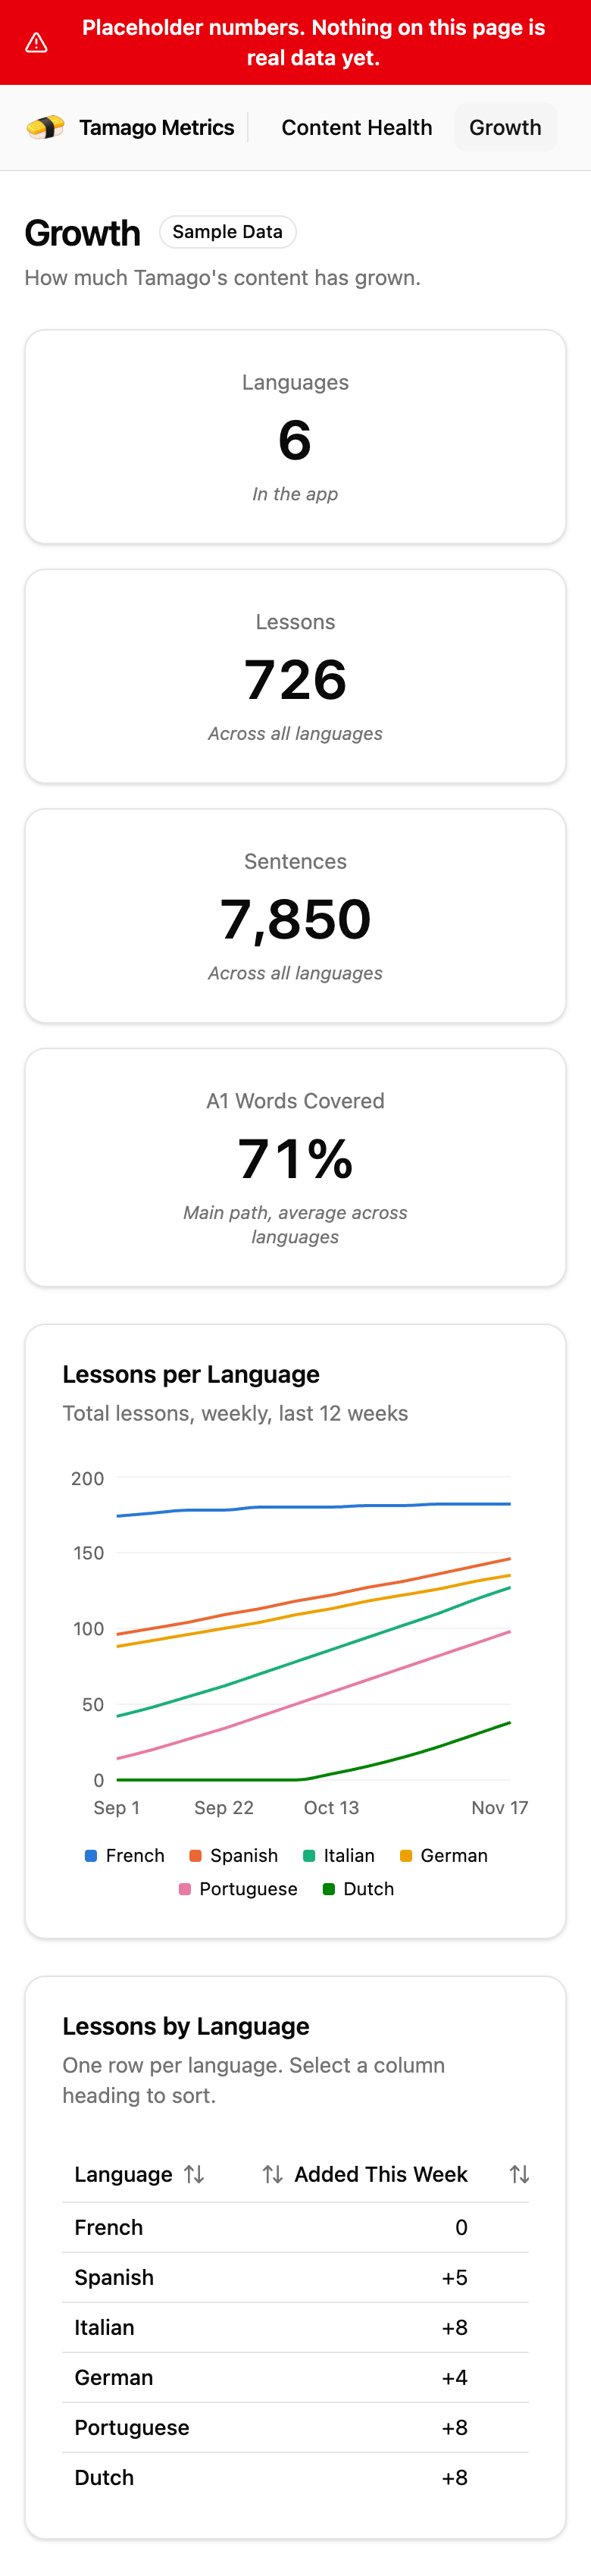 Placeholder numbers. Nothing on this page is
real data yet.
Tamago Metrics
Content Health
Growth
Growth
Sample Data
How much Tamago's content has grown.
Languages
6
In the app
Lessons
726
Across all languages
Sentences
7,850
Across all languages
A1 Words Covered
71%
Main path, average across
languages
Lessons per Language
Total lessons, weekly, last 12 weeks
200
150
100
50
0
Sep 1 Sep 22 Oct 13 Nov 17
French Spanish Italian German
Portuguese Dutch
Lessons by Language
One row per language. Select a column
heading to sort.
Language Added This Week
French 0
Spanish +5
Italian +8
German +4
Portuguese +8
Dutch +8